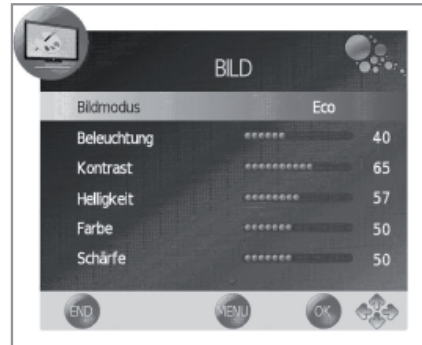 BILD
Bildmodus Eco
Beleuchtung 40
Kontrast 65
Helligkeit 57
Farbe 50
Schärfe 50
END MENU OK